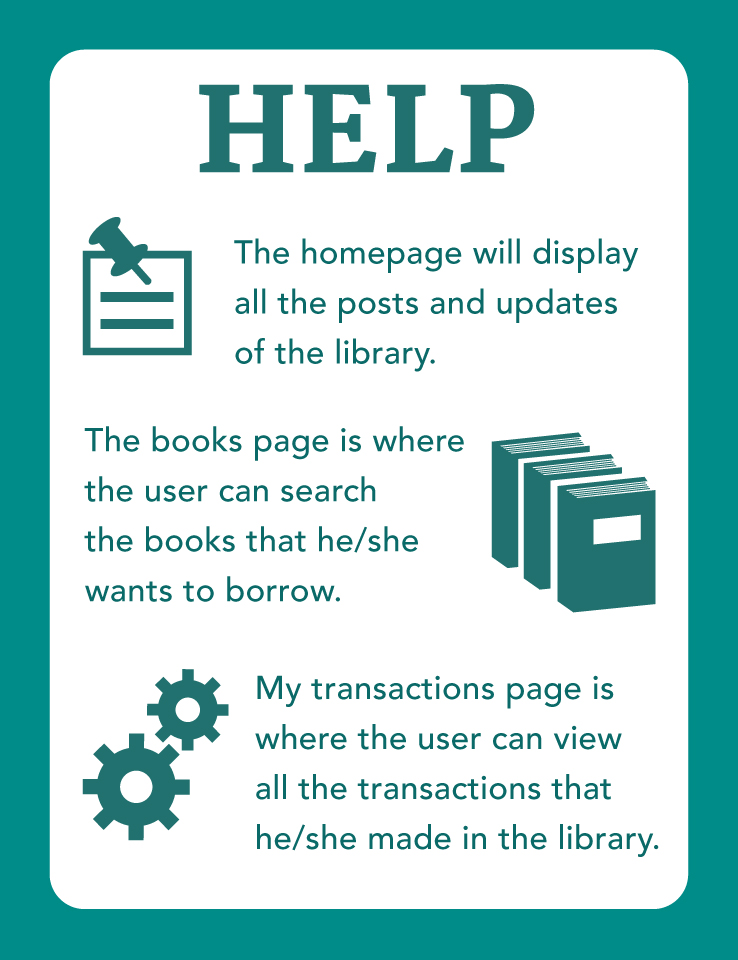 HELP
The homepage will display
all the posts and updates
of the library.
The books page is where
the user can search
the books that he/she
wants to borrow.
My transactions page is
where the user can view
all the transactions that
he/she made in the library.